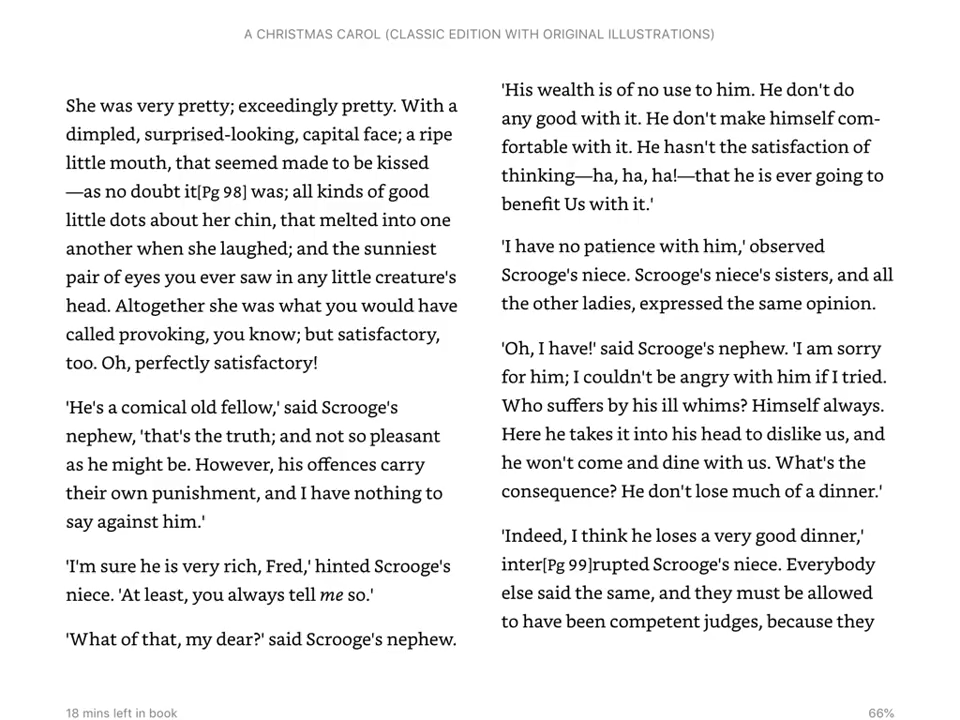 A CHRISTMAS CAROL (CLASSIC EDITION WITH ORIGINAL ILLUSTRATIONS)
She was very pretty; exceedingly pretty. With a
dimpled, surprised-looking, capital face; a ripe
little mouth, that seemed made to be kissed
—as no doubt it[Pg 98] was; all kinds of good
little dots about her chin, that melted into one
another when she laughed; and the sunniest
pair of eyes you ever saw in any little creature's
head. Altogether she was what you would have
called provoking, you know; but satisfactory,
too. Oh, perfectly satisfactory!
'He's a comical old fellow,' said Scrooge's
nephew, 'that's the truth; and not so pleasant
as he might be. However, his offences carry
their own punishment, and I have nothing to
say against him.'
'I'm sure he is very rich, Fred,' hinted Scrooge's
niece. 'At least, you always tell me so.'
'What of that, my dear?' said Scrooge's nephew.
'His wealth is of no use to him. He don't do
any good with it. He don't make himself com-
fortable with it. He hasn't the satisfaction of
thinking—ha, ha, ha!—that he is ever going to
benefit Us with it.'
'I have no patience with him,' observed
Scrooge's niece. Scrooge's niece's sisters, and all
the other ladies, expressed the same opinion.
'Oh, I have!' said Scrooge's nephew. 'I am sorry
for him; I couldn't be angry with him if I tried.
Who suffers by his ill whims? Himself always.
Here he takes it into his head to dislike us, and
he won't come and dine with us. What's the
consequence? He don't lose much of a dinner.'
'Indeed, I think he loses a very good dinner,'
inter[Pg 99]rupted Scrooge's niece. Everybody
else said the same, and they must be allowed
to have been competent judges, because they
18 mins left in book
66%